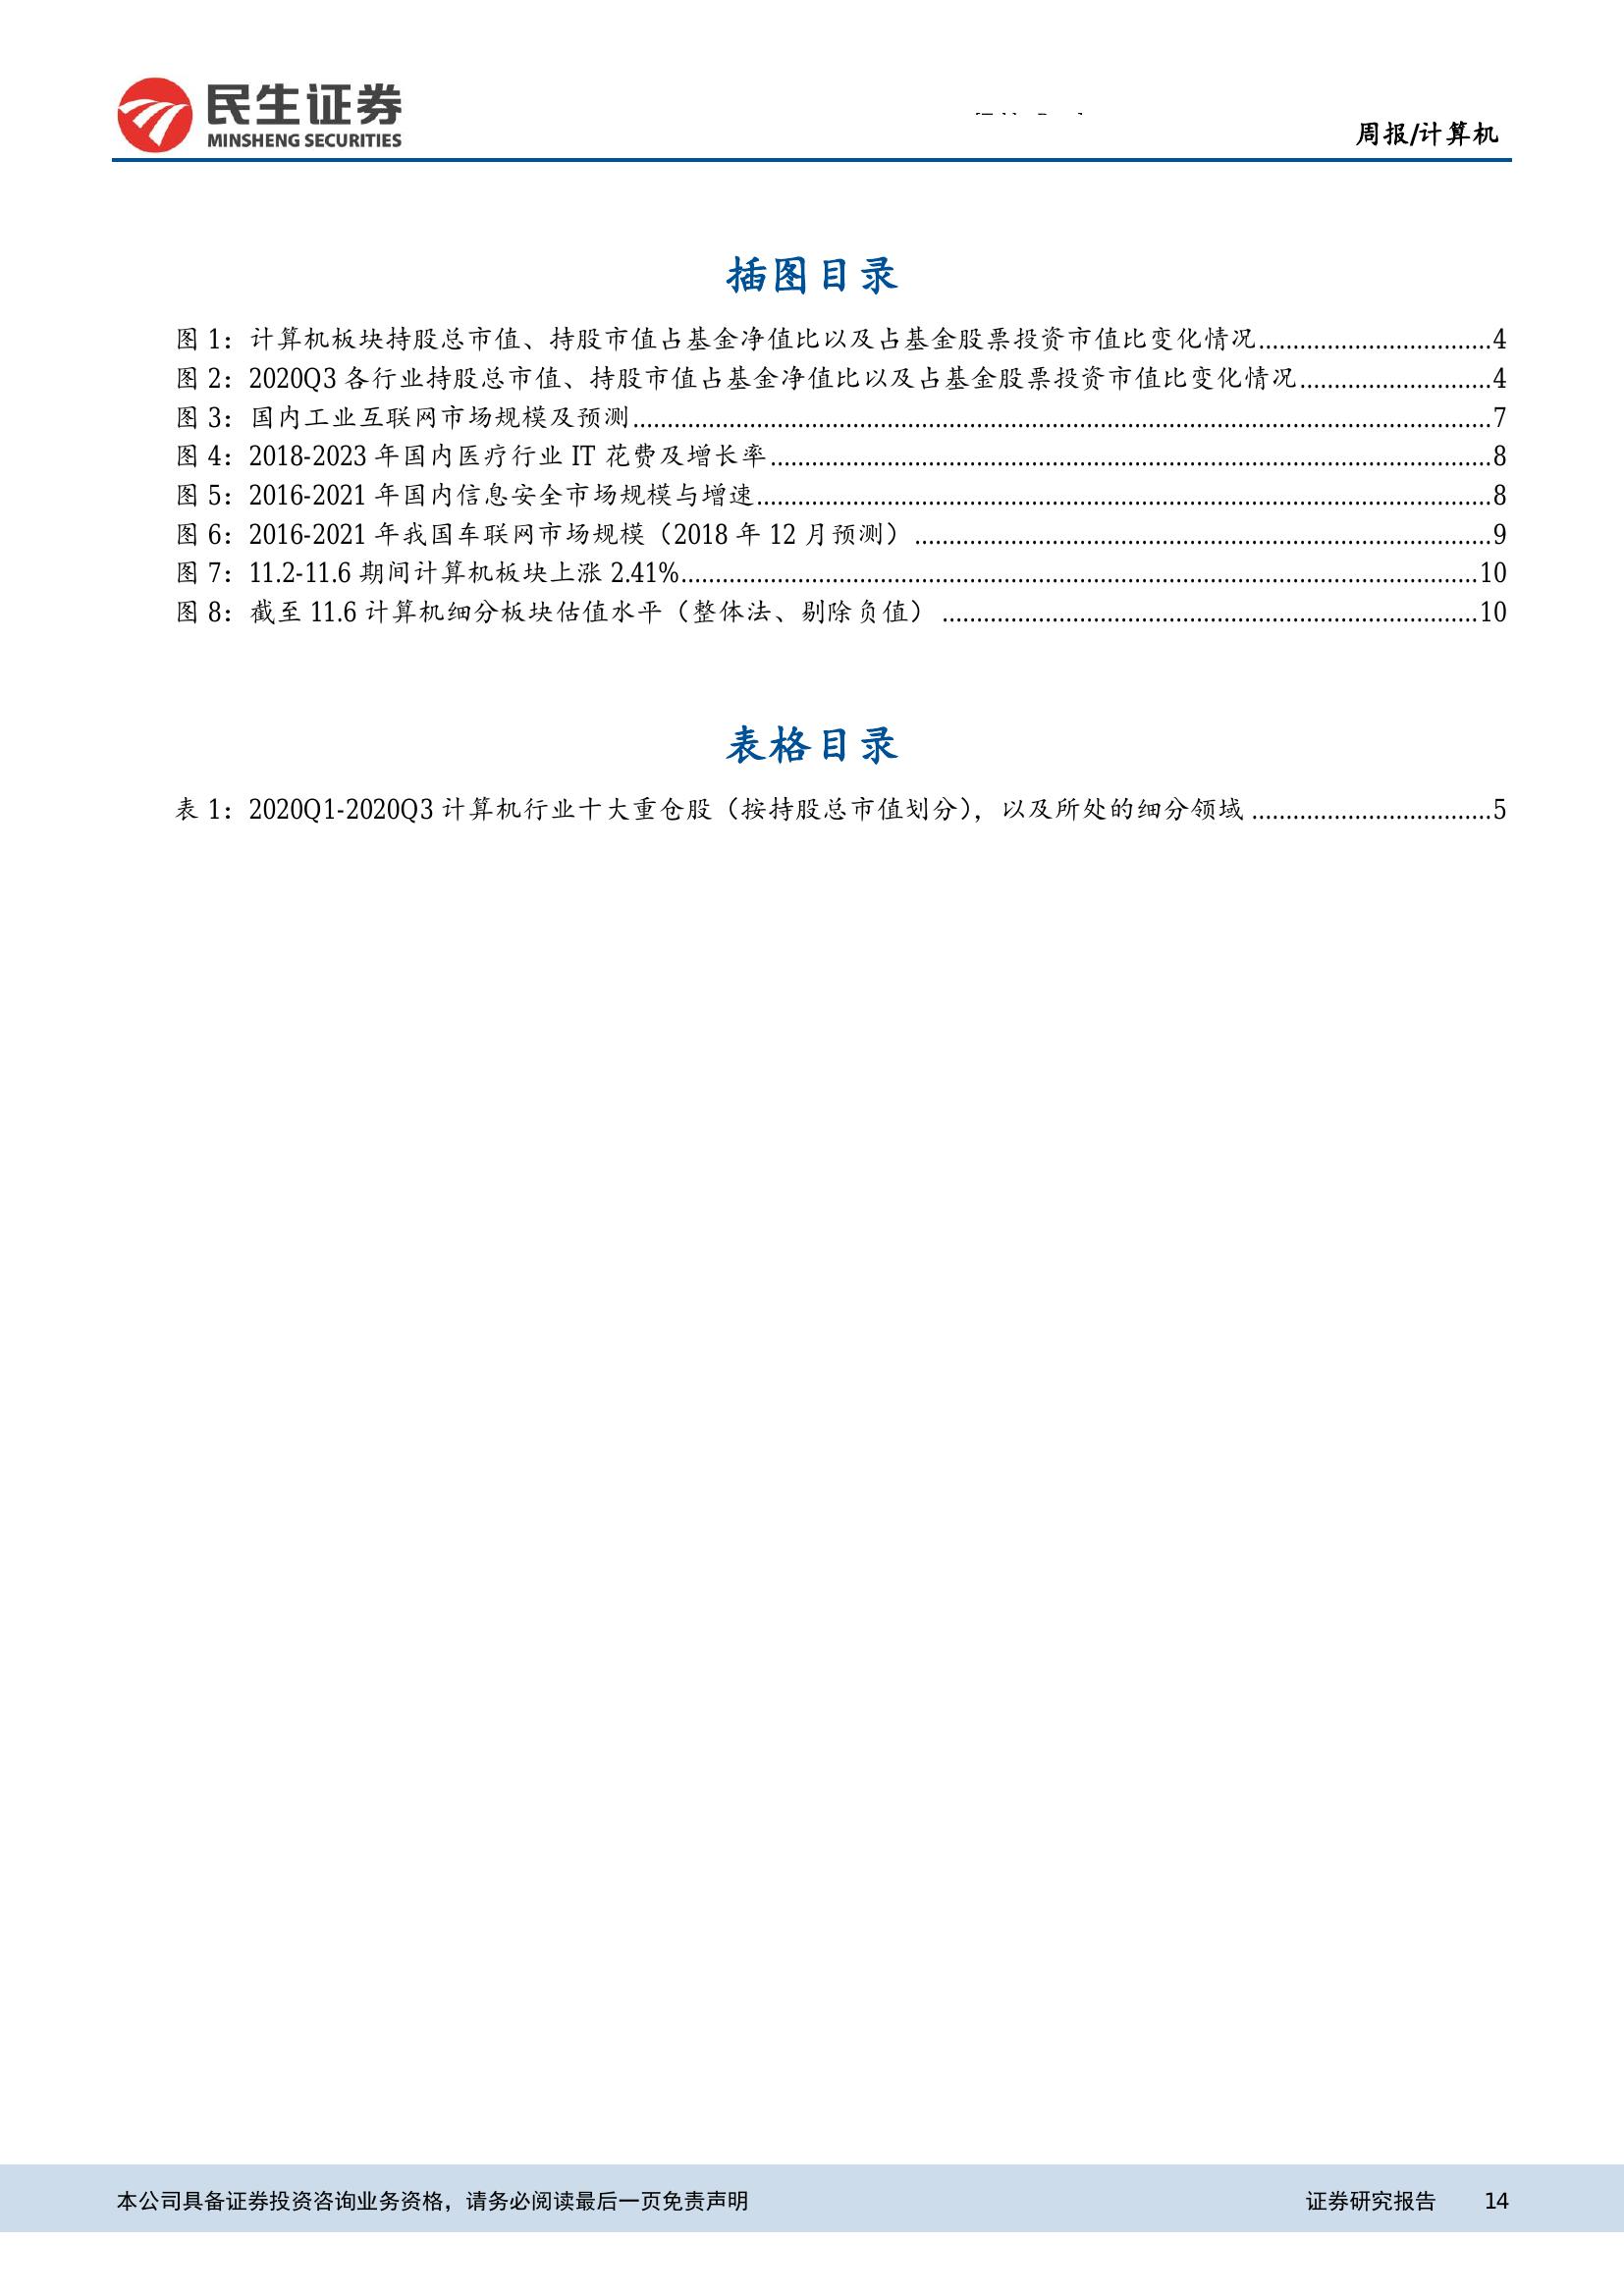 民生证券
MINSHENG SECURITIES
周报/计算机
插图目录
图 1：计算机板块持股总市值、持股市值占基金净值比以及占基金股票投资市值比变化情况..................................4
图 2：2020Q3 各行业持股总市值、持股市值占基金净值比以及占基金股票投资市值比变化情况............................4
图 3：国内工业互联网市场规模及预测..............................................................................................................................7
图 4：2018-2023 年国内医疗行业 IT 花费及增长率..........................................................................................................8
图 5：2016-2021 年国内信息安全市场规模与增速............................................................................................................8
图 6：2016-2021 年我国车联网市场规模（2018 年 12 月预测）.....................................................................................9
图 7：11.2-11.6 期间计算机板块上涨 2.41%.....................................................................................................................10
图 8：截至 11.6 计算机细分板块估值水平（整体法、剔除负值）...............................................................................10
表格目录
表 1：2020Q1-2020Q3 计算机行业十大重仓股（按持股总市值划分），以及所处的细分领域...................................5
本公司具备证券投资咨询业务资格，请务必阅读最后一页免责声明
证券研究报告 14